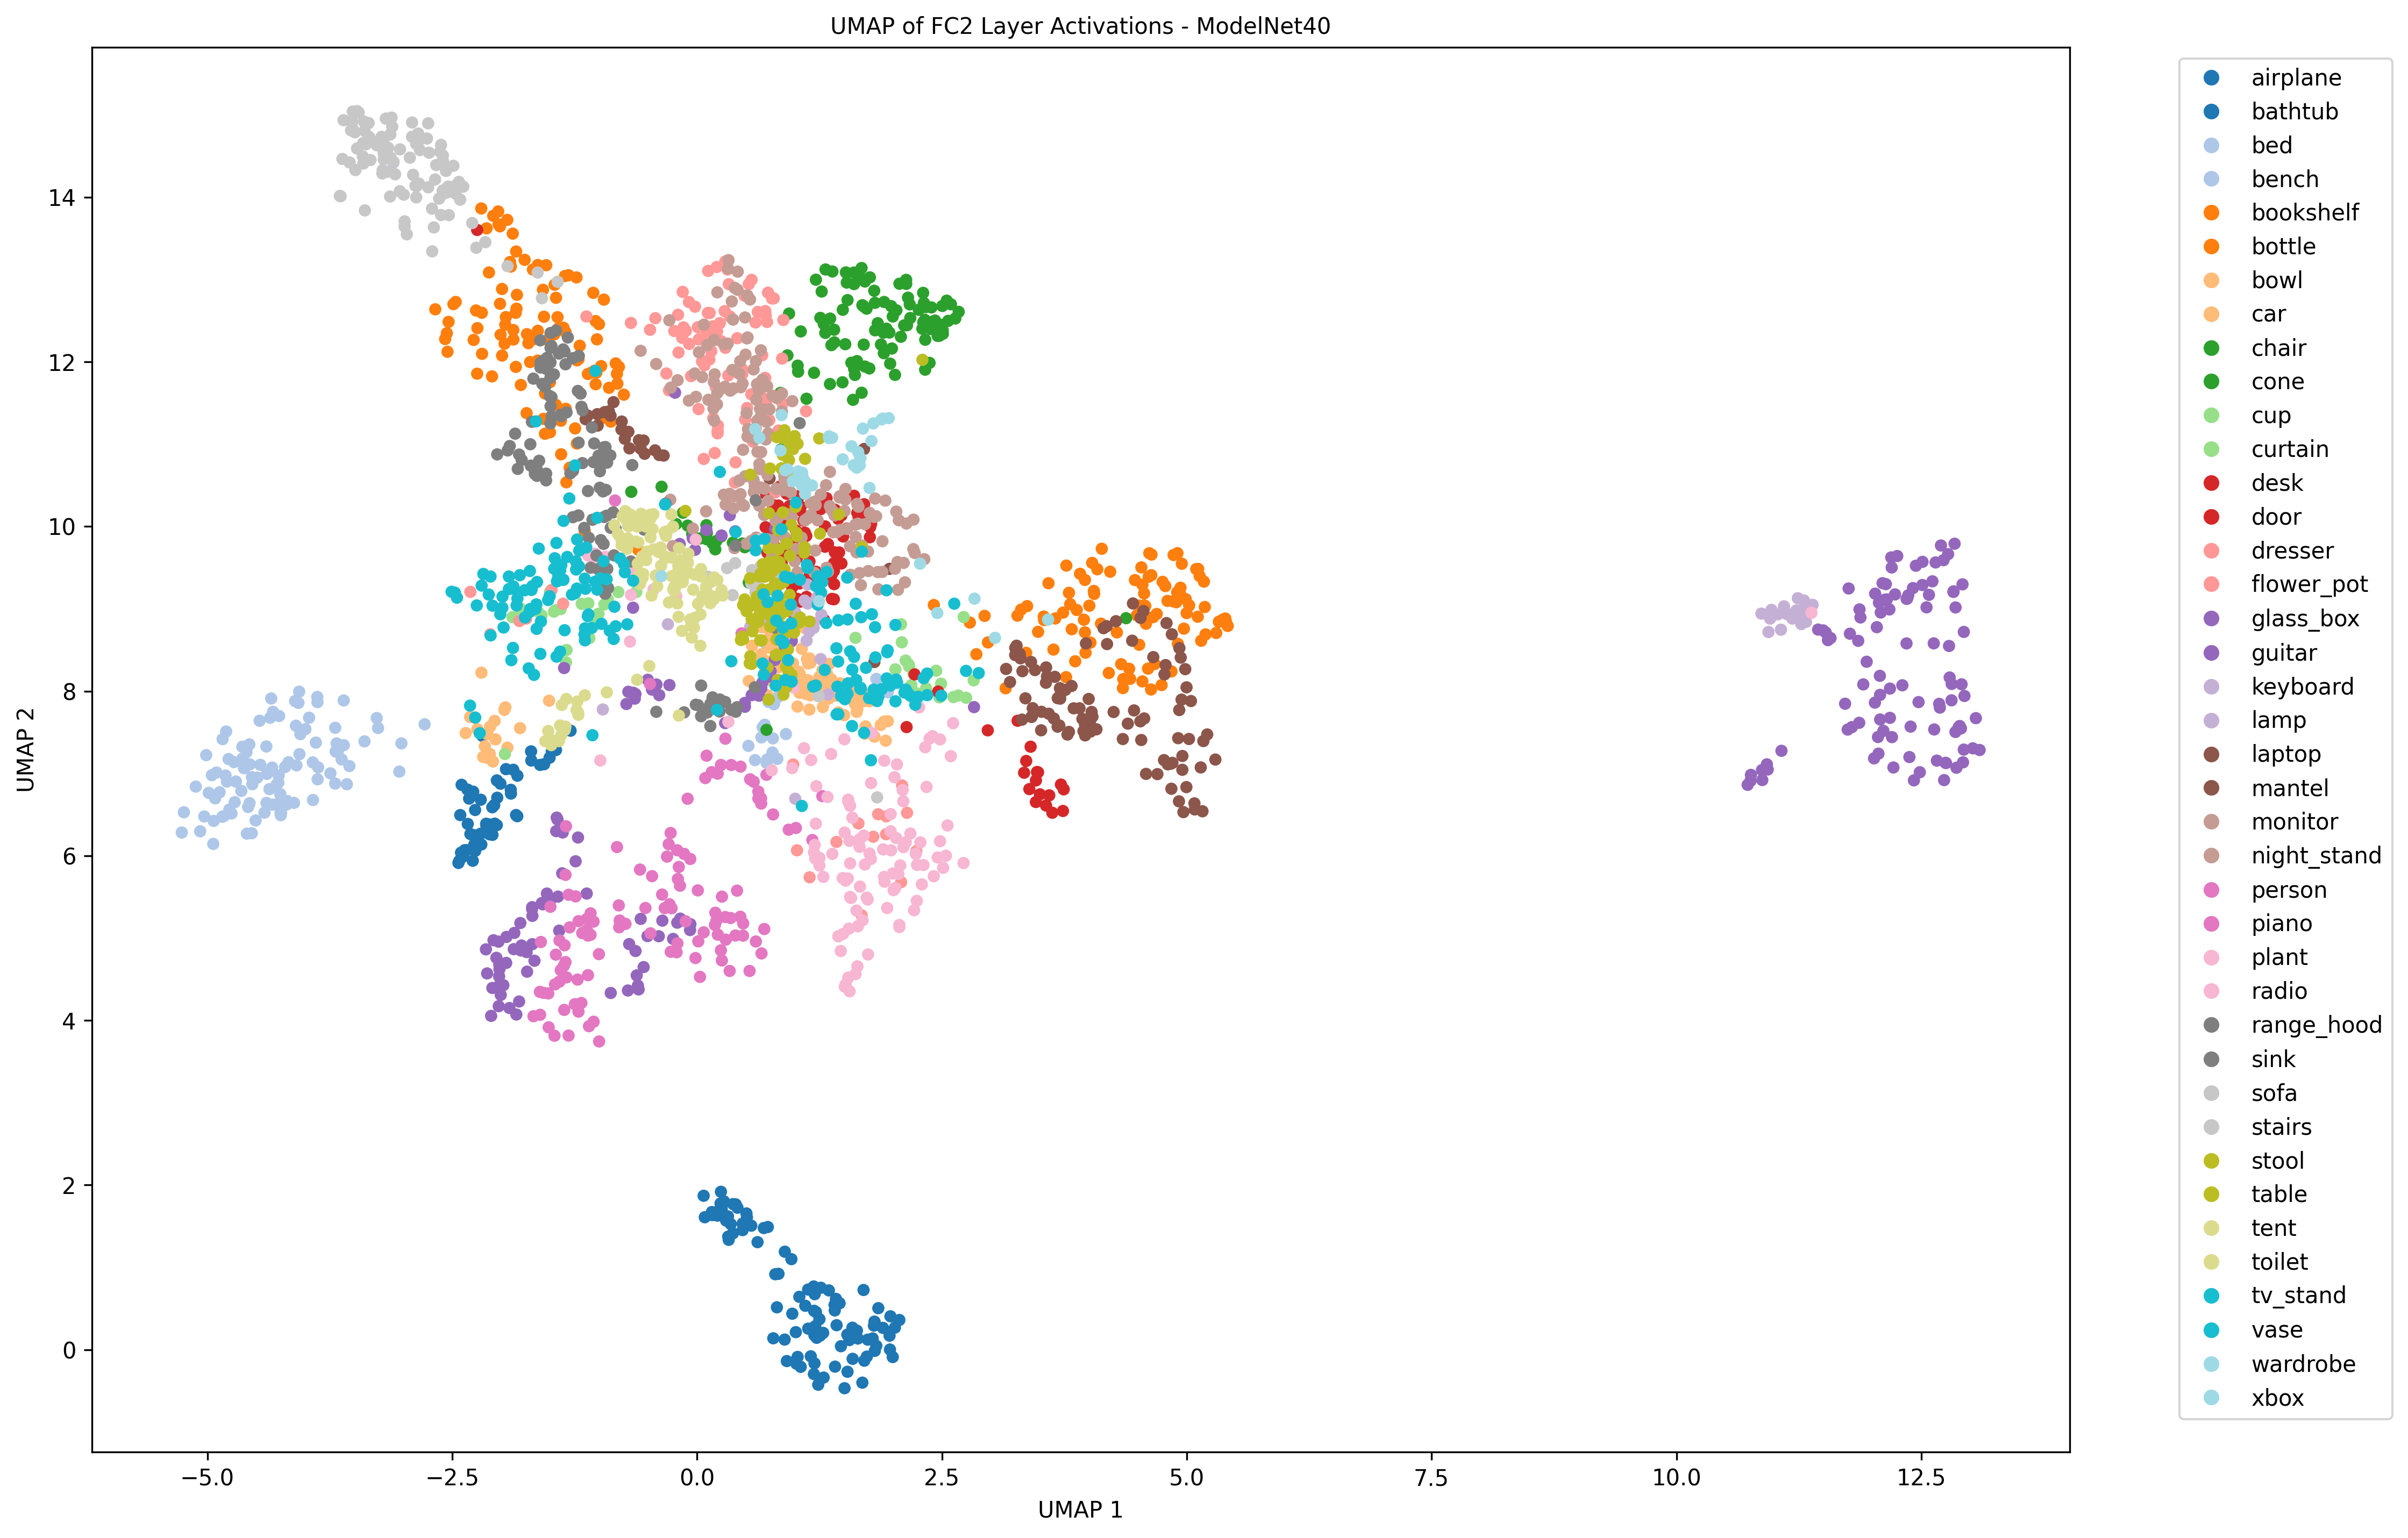 UMAP of FC2 Layer Activations - ModelNet40
14
12
10
8
6
4
2
0
UMAP 2
−5.0 −2.5 0.0 2.5 5.0 7.5 10.0 12.5
UMAP 1
airplane
bathtub
bed
bench
bookshelf
bottle
bowl
car
chair
cone
cup
curtain
desk
door
dresser
flower_pot
glass_box
guitar
keyboard
lamp
laptop
mantel
monitor
night_stand
person
piano
plant
radio
range_hood
sink
sofa
stairs
stool
table
tent
toilet
tv_stand
vase
wardrobe
xbox